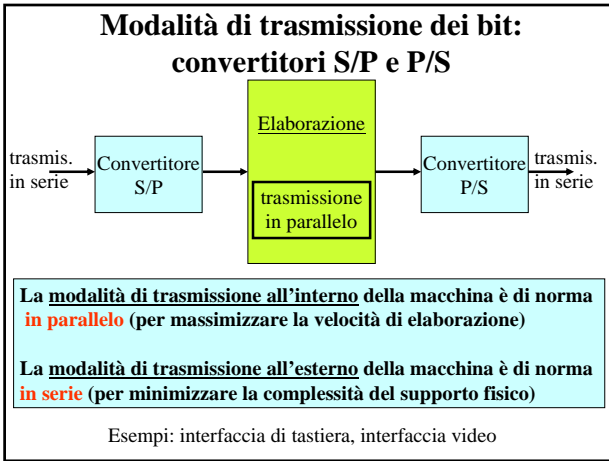 Modalità di trasmissione dei bit:
convertitori S/P e P/S
Elaborazione
trasmis.
in serie
Convertitore
S/P
trasmissione
in parallelo
Convertitore
P/S
trasmis.
in serie
La modalità di trasmissione all'interno della macchina è di norma
in parallelo (per massimizzare la velocità di elaborazione)
La modalità di trasmissione all'esterno della macchina è di norma
in serie (per minimizzare la complessità del supporto fisico)
Esempi: interfaccia di tastiera, interfaccia video